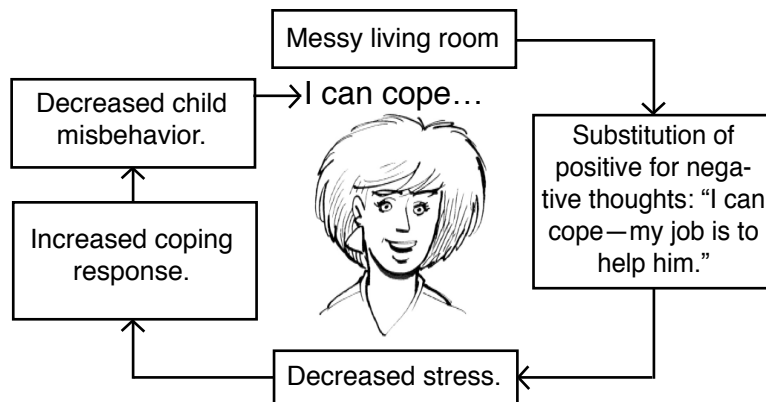 Messy living room
Substitution of
positive for nega-
tive thoughts: “I can
cope—my job is to
help him.”
Decreased stress.
Increased coping
response.
Decreased child
misbehavior.
I can cope…